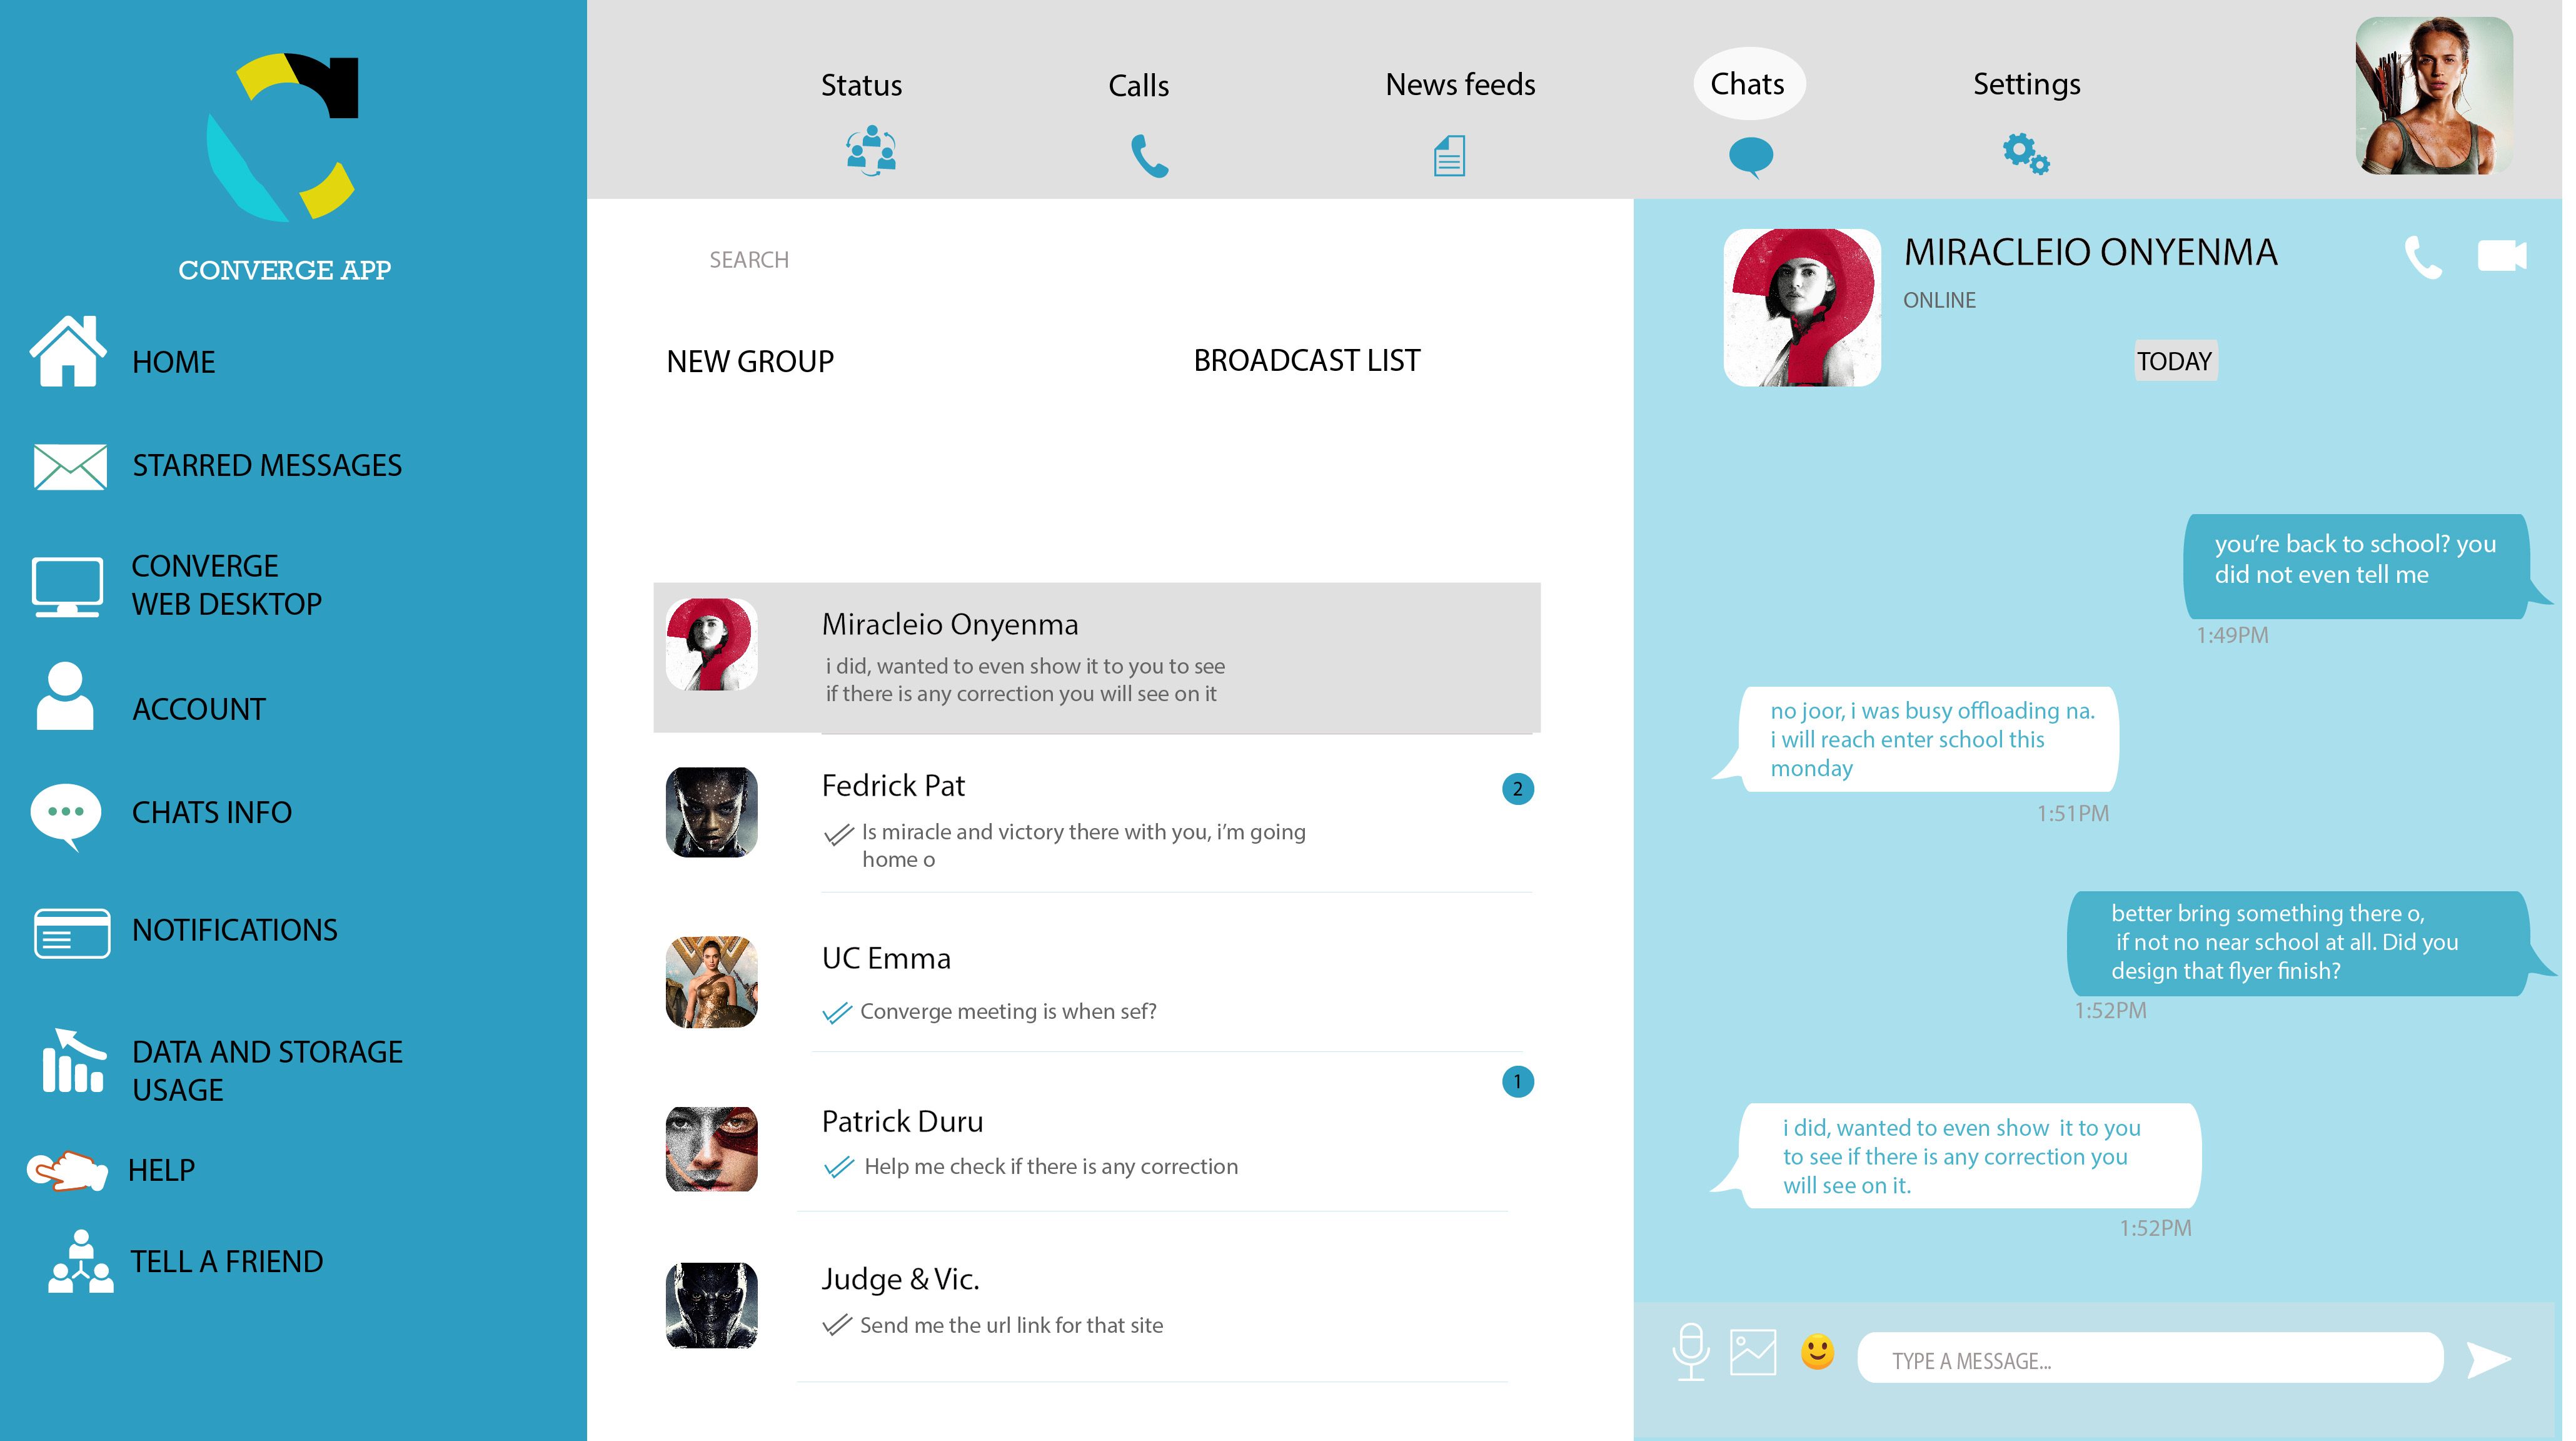 CONVERGE APP
HOME
STARRED MESSAGES
CONVERGE
WEB DESKTOP
ACCOUNT
CHATS INFO
NOTIFICATIONS
DATA AND STORAGE
USAGE
HELP
TELL A FRIEND
Status
Calls
News feeds
Chats
Settings
SEARCH
NEW GROUP
BROADCAST LIST
Miracleio Onyenma
i did, wanted to even show it to you to see
if there is any correction you will see on it
Fedrick Pat
2
Is miracle and victory there with you, i’m going
home o
UC Emma
Converge meeting is when sef?
1
Patrick Duru
Help me check if there is any correction
Judge & Vic.
Send me the url link for that site
MIRACLEIO ONYENMA
ONLINE
TODAY
you’re back to school? you
did not even tell me
1:49PM
no joor, i was busy offloading na.
i will reach enter school this
monday
1:51PM
better bring something there o,
if not no near school at all. Did you
design that flyer finish?
1:52PM
i did, wanted to even show it to you
to see if there is any correction you
will see on it.
1:52PM
TYPE A MESSAGE...